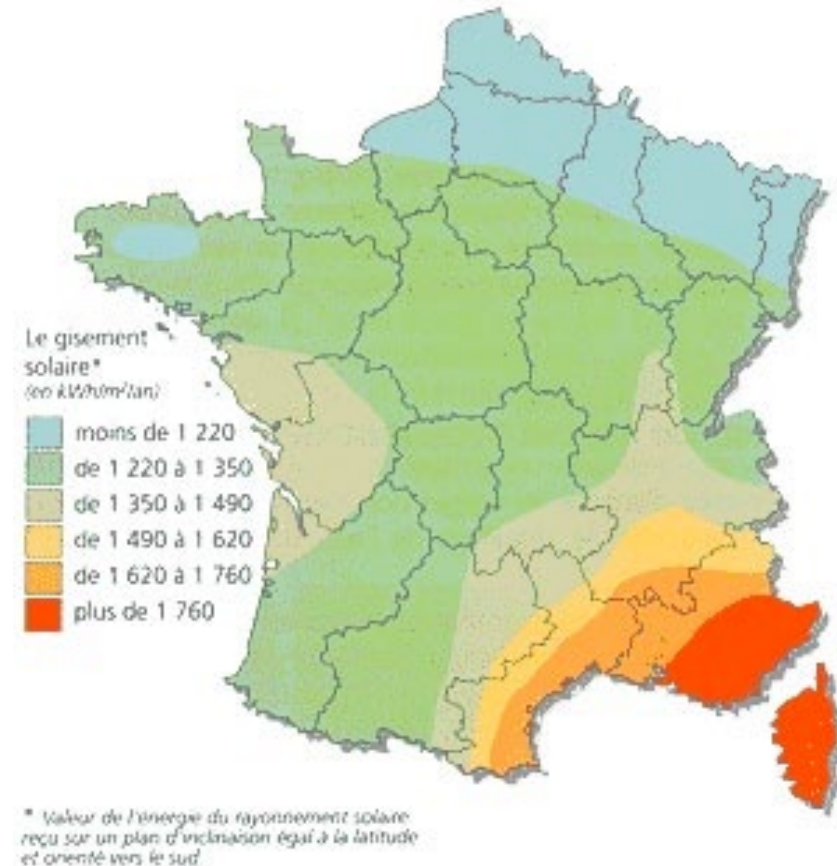 Le gisement
solaire*
(en kWh/m²/an)
moins de 1 220
de 1 220 à 1 350
de 1 350 à 1 490
de 1 490 à 1 620
de 1 620 à 1 760
plus de 1 760
* Valeur de l'énergie du rayonnement solaire
reçu sur un plan d'inclinaison égal à la latitude
et orienté vers le sud